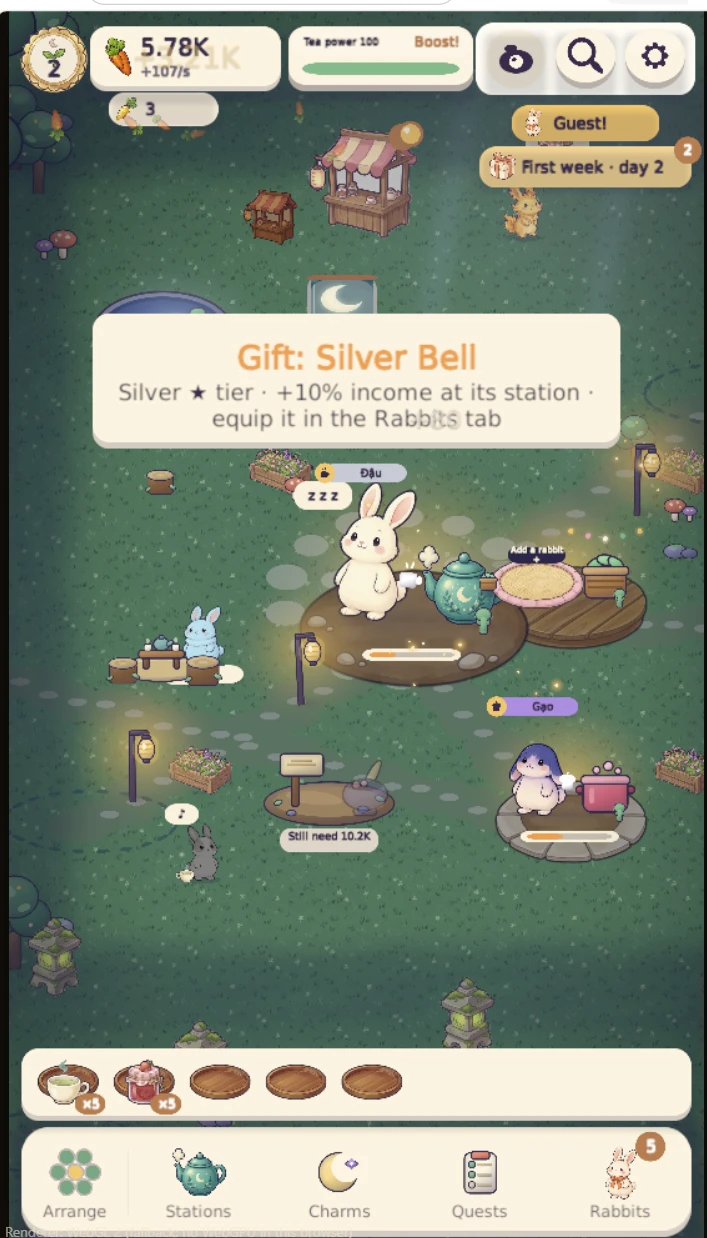 2
5.78K
+107/s
Tea power 100
Boost!
3
Guest!
First week · day 2
2
Gift: Silver Bell
Silver ★ tier · +10% income at its station ·
equip it in the Rabbits tab
Đậu
z z z
Add a rabbit
+
Gạo
♪
Still need 10.2K
x5
x5
5
Arrange
Stations
Charms
Quests
Rabbits